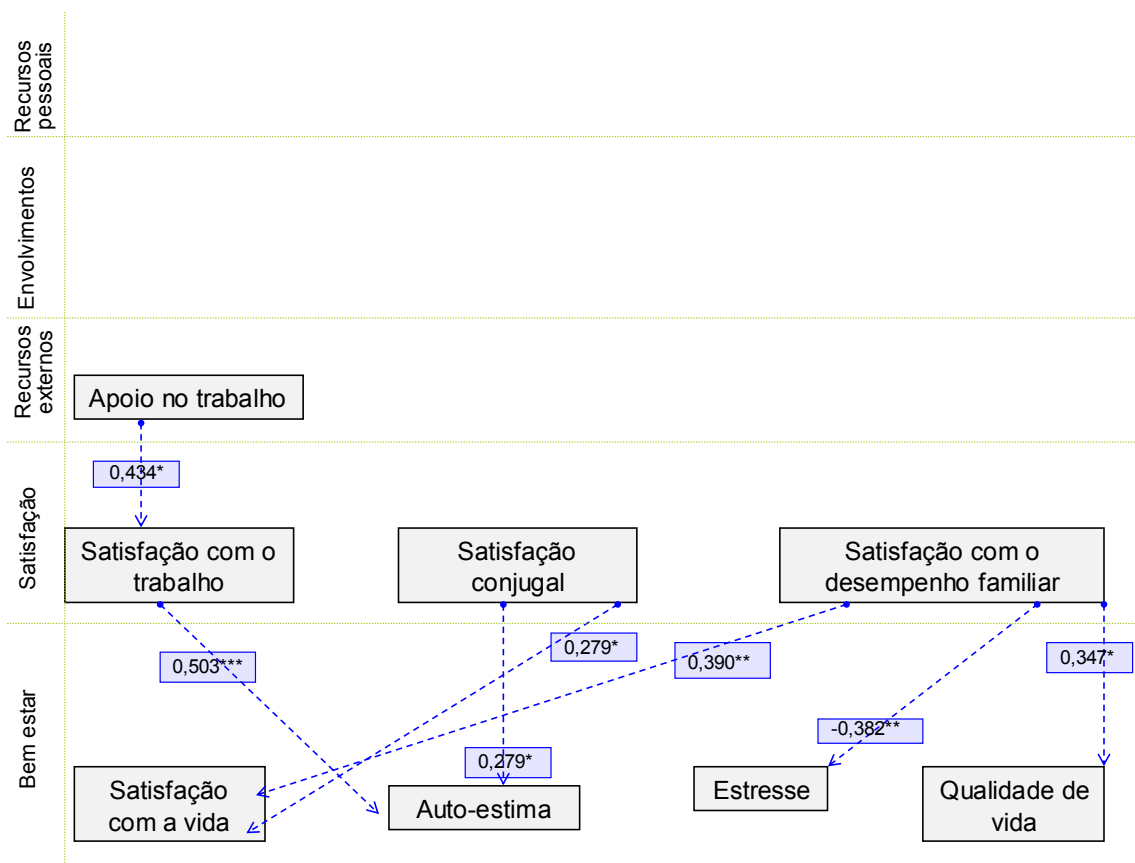 Recursos
pessoais
Envolvimentos
Recursos
externos
Apoio no trabalho
0,434*
Satisfação
Satisfação com o
trabalho
Satisfação
conjugal
Satisfação com o
desempenho familiar
0,503***
0,279*
0,390**
0,347*
-0,382**
0,279*
Bem estar
Satisfação
com a vida
Auto-estima
Estresse
Qualidade de
vida